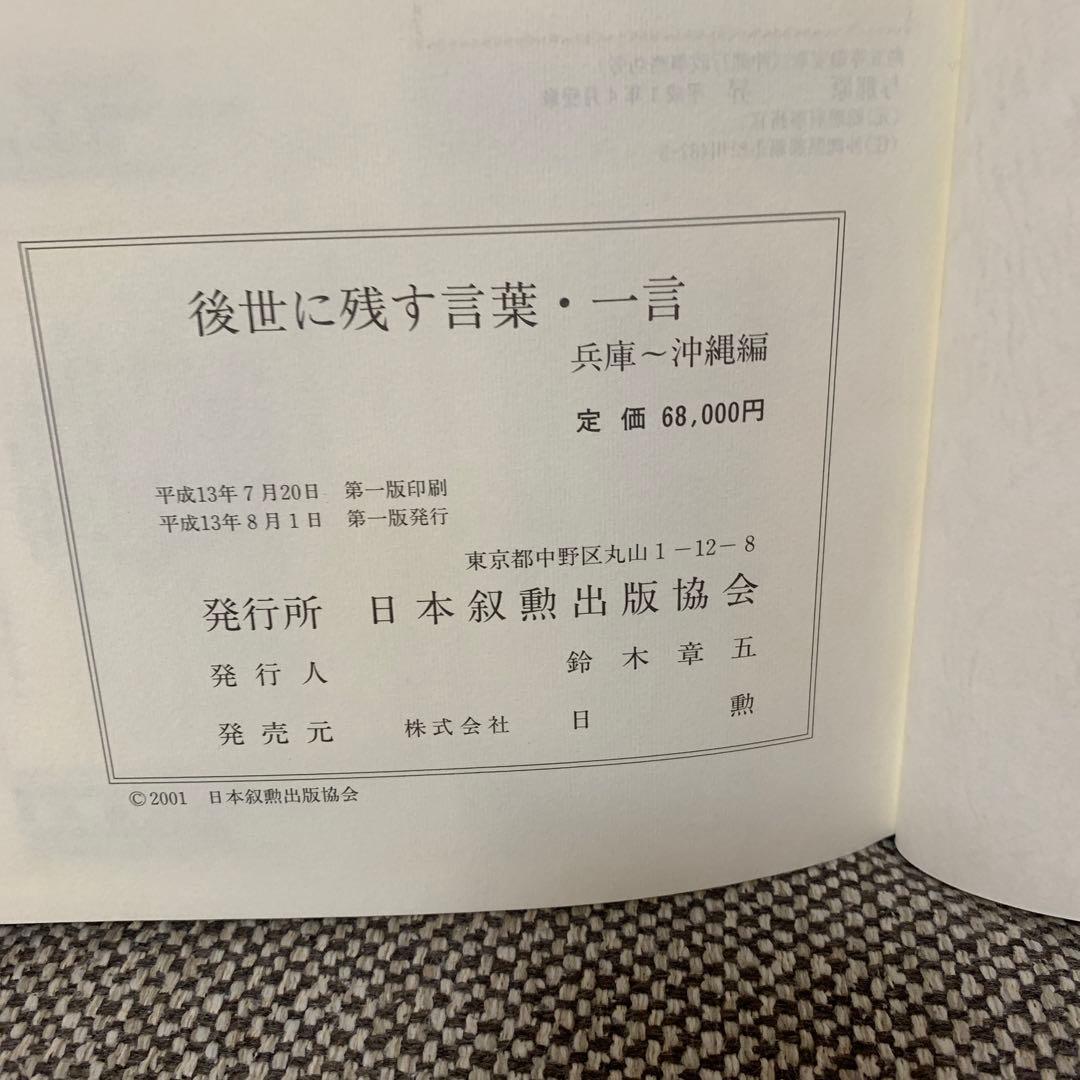 後世に残す言葉・一言
兵庫～沖縄編
定 価 68,000円
平成13年7月20日 第一版印刷
平成13年8月1日 第一版発行
東京都中野区丸山1－12－8
発行所 日本叙勲出版協会
発行人 鈴木章五
発売元 株式会社 日勲
©2001 日本叙勲出版協会